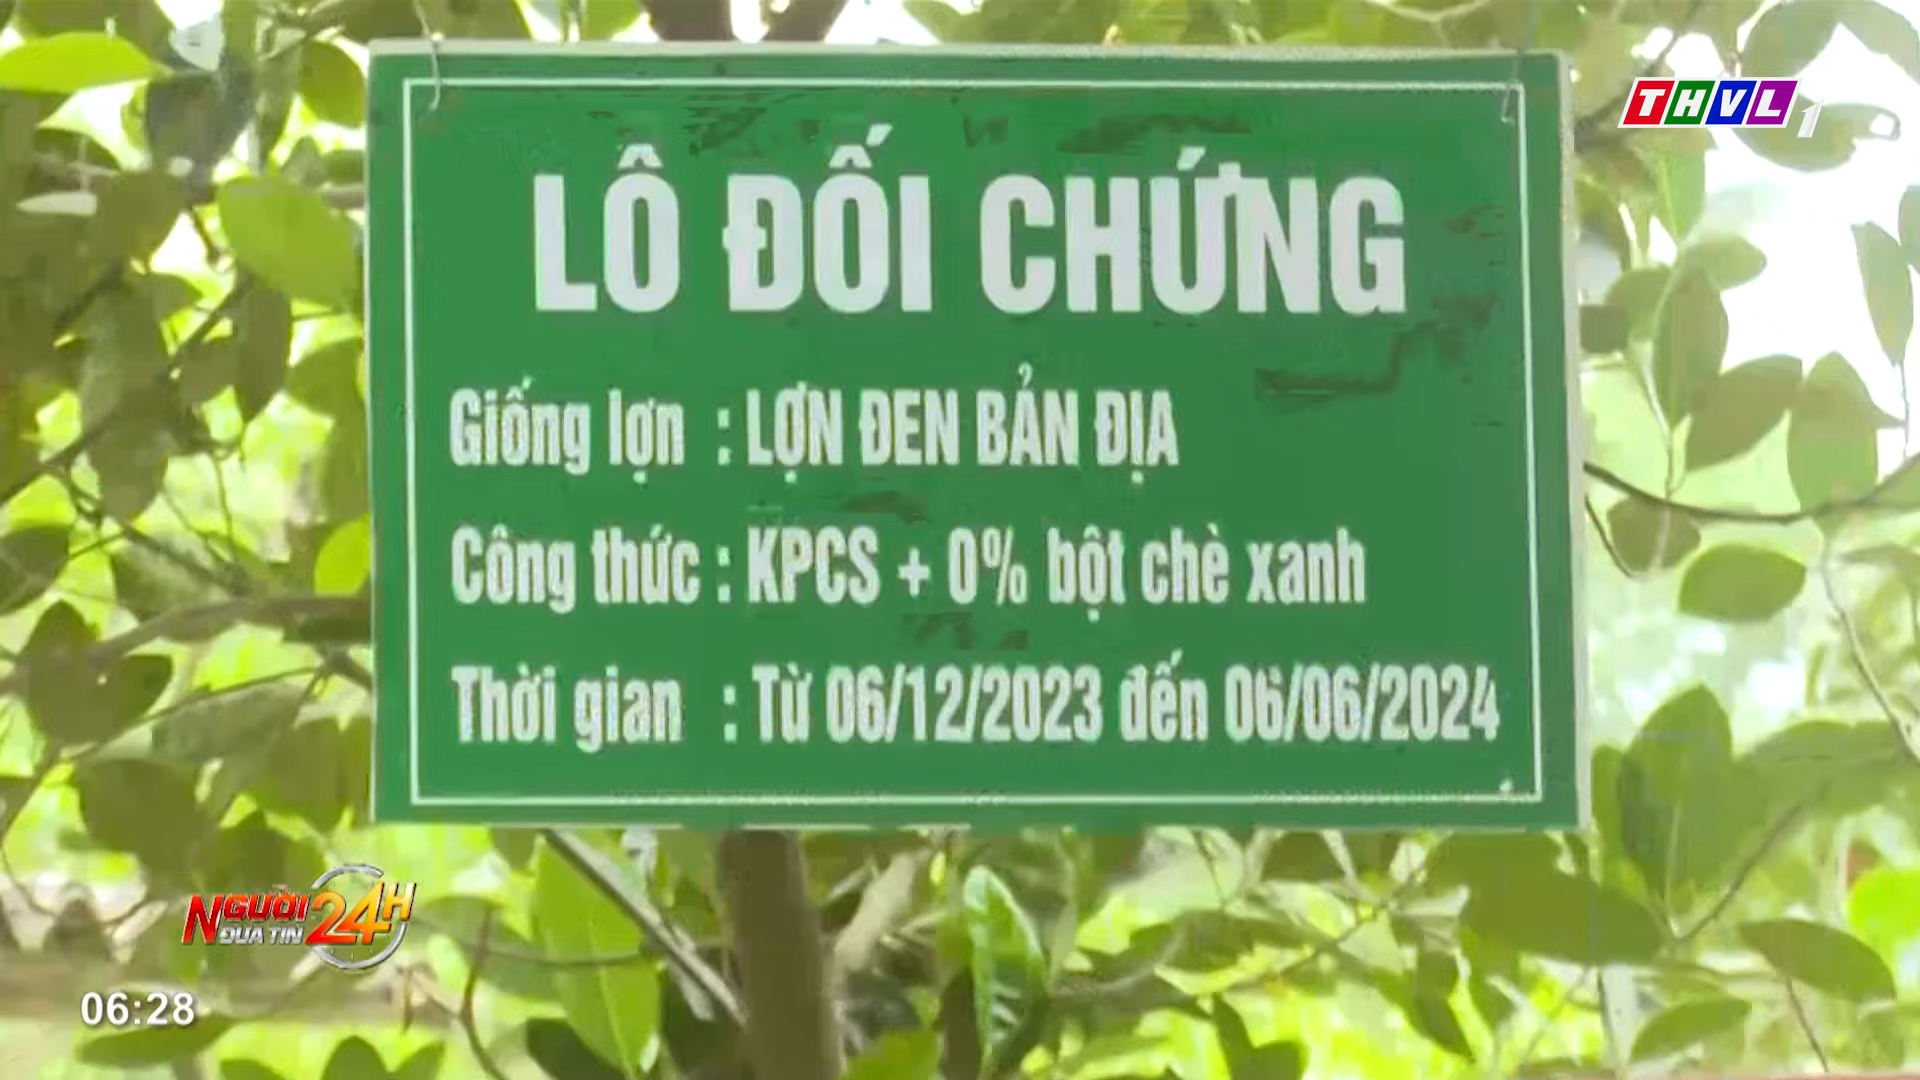 THVL1
LÔ ĐỐI CHỨNG
Giống lợn : LỢN ĐEN BẢN ĐỊA
Công thức : KPCS + 0% bột chè xanh
Thời gian : Từ 06/12/2023 đến 06/06/2024
NGƯỜI ĐƯA TIN 24H
06:28